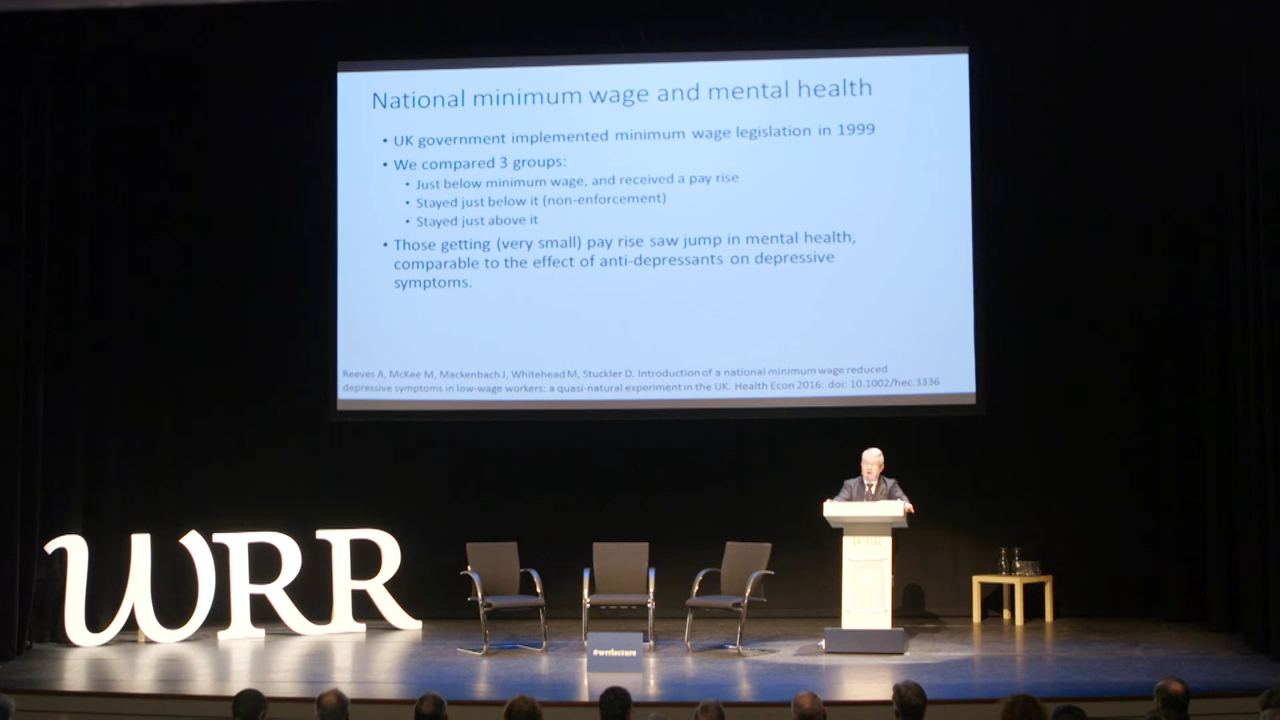 National minimum wage and mental health
• UK government implemented minimum wage legislation in 1999
• We compared 3 groups:
• Just below minimum wage, and received a pay rise
• Stayed just below it (non-enforcement)
• Stayed just above it
• Those getting (very small) pay rise saw jump in mental health,
comparable to the effect of anti-depressants on depressive
symptoms.
Reeves A, McKee M, Mackenbach J, Whitehead M, Stuckler D. Introduction of a national minimum wage reduced
depressive symptoms in low-wage workers: a quasi-natural experiment in the UK. Health Econ 2016: doi: 10.1002/hec.3336
WRR
WRR
#wrrlecture